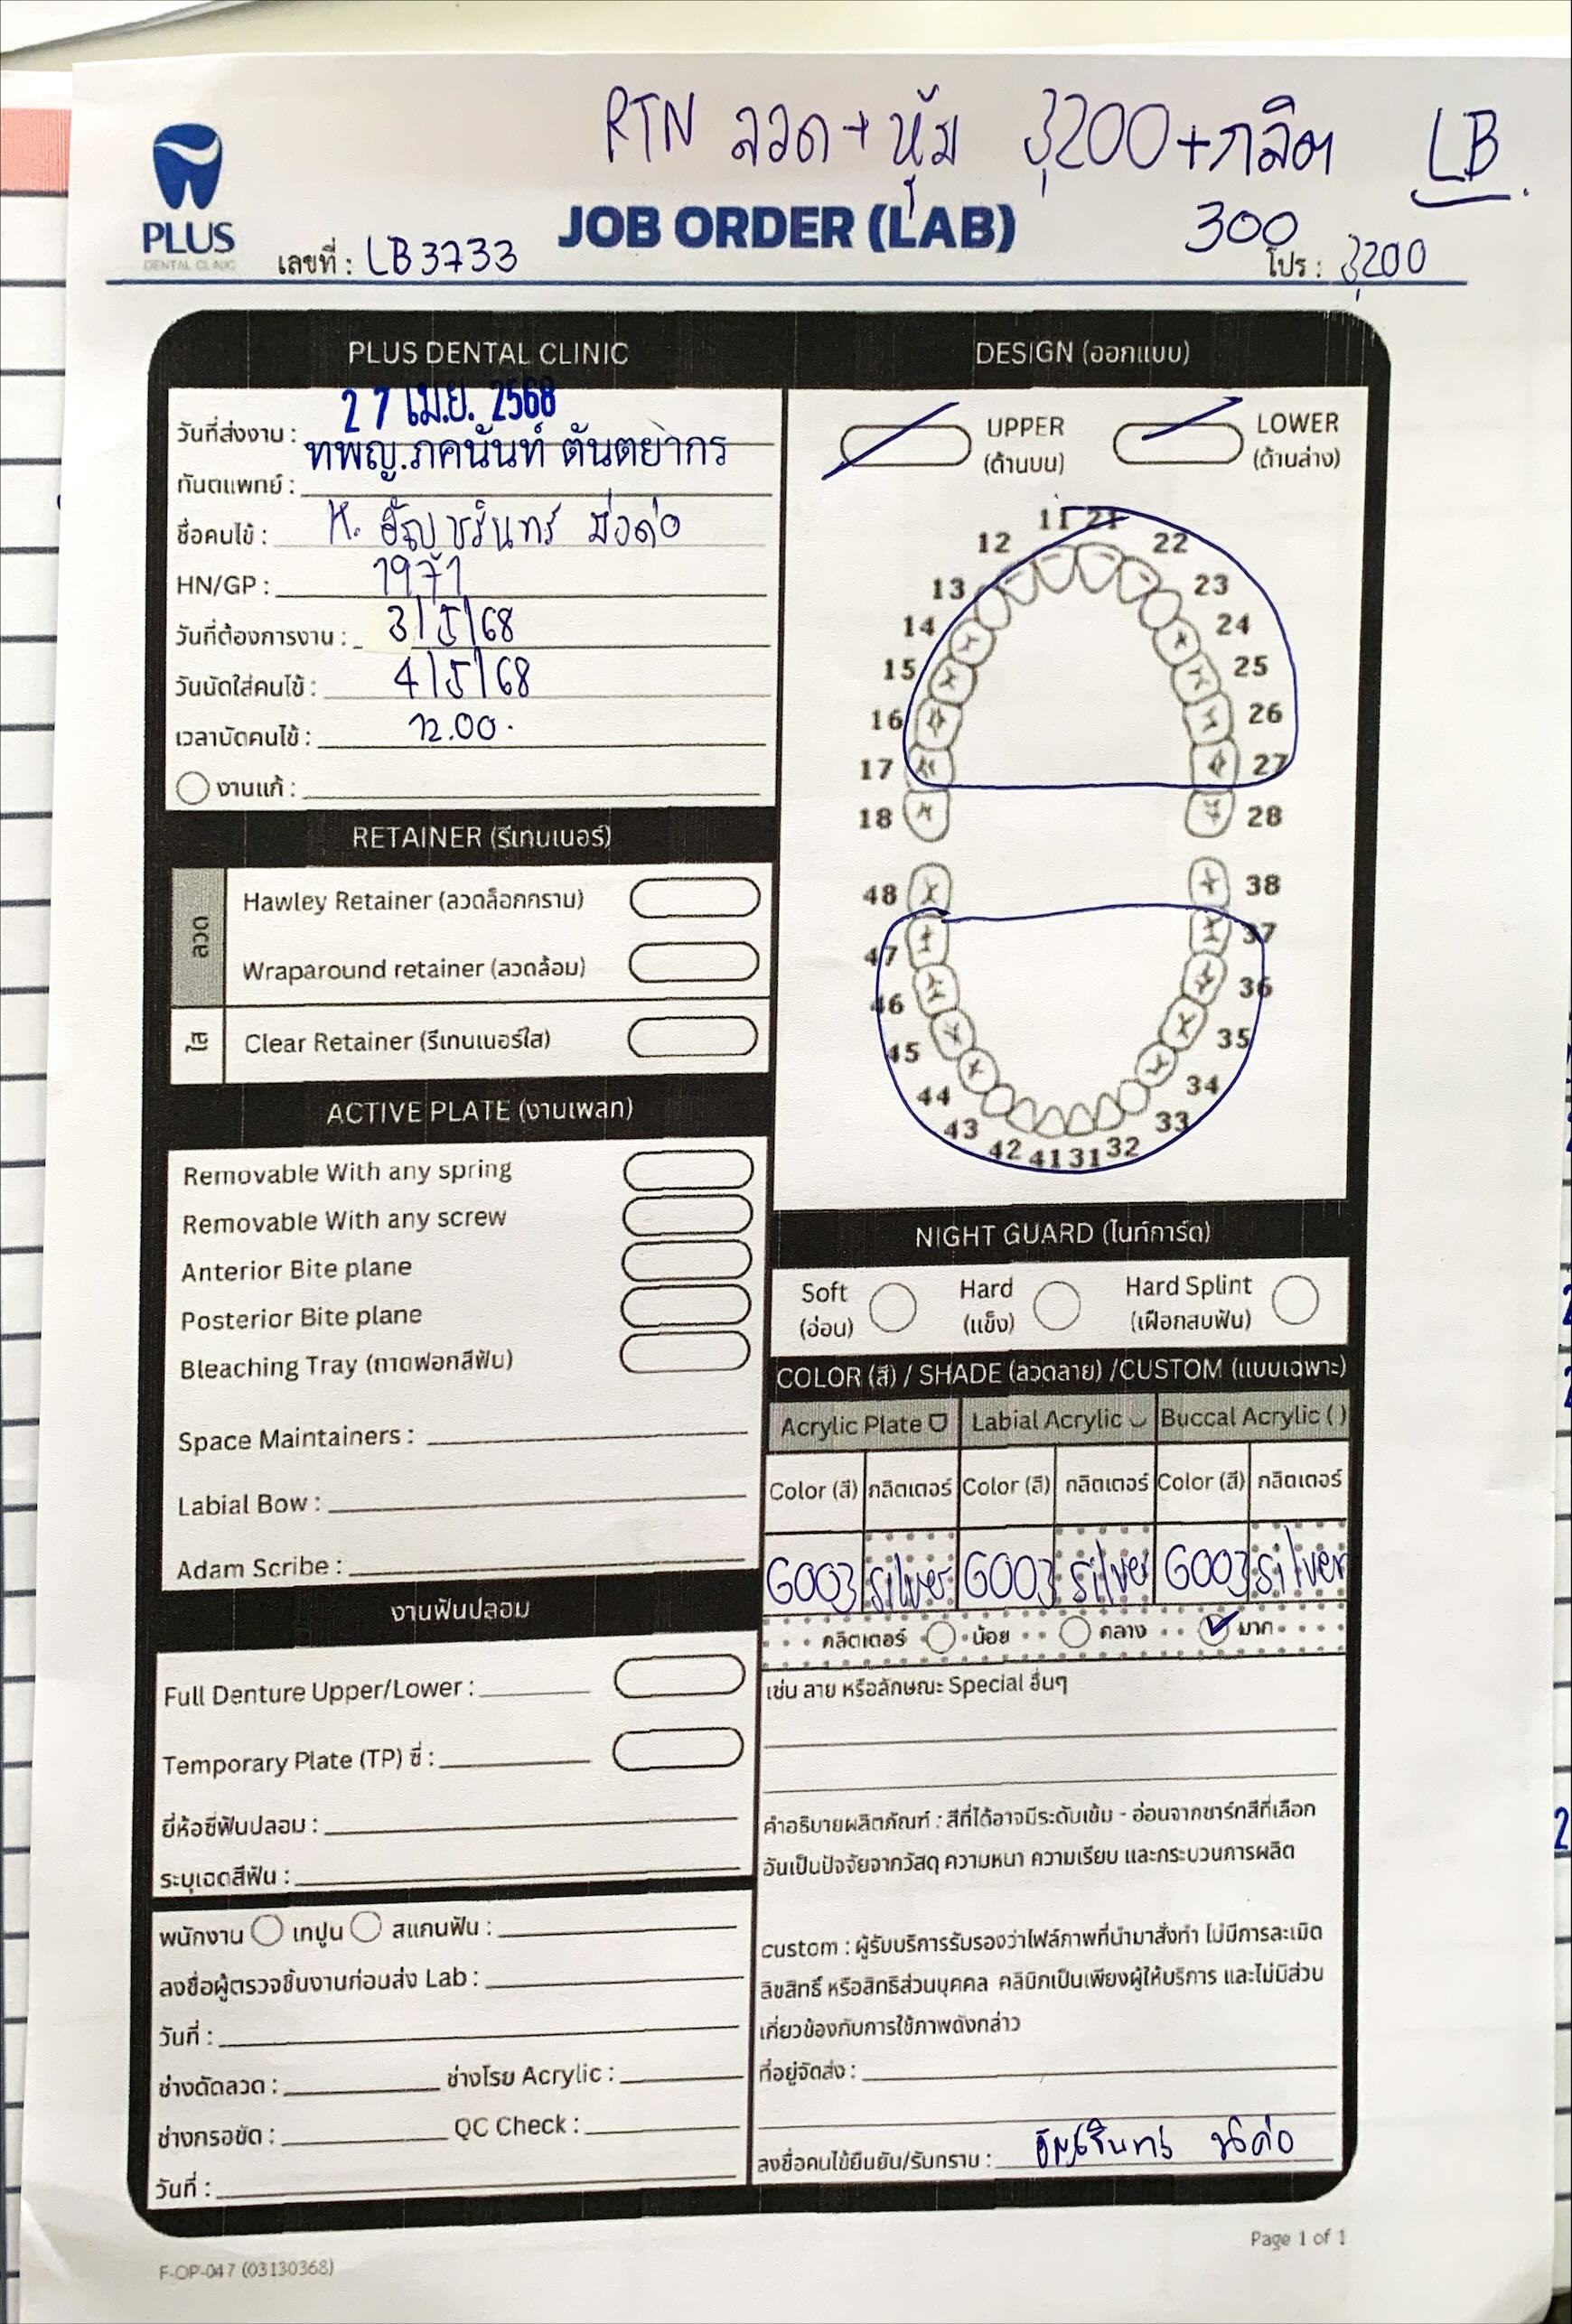 RTN ลวด + หุ้ม 3,200 + กลิต LB
300
PLUS
DENTAL CLINIC
JOB ORDER (LAB)
เลขที่ : LB3733
โปร : 3,200
PLUS DENTAL CLINIC
วันที่ส่งงาน : 27 เม.ย. 2568
ทันตแพทย์ : ทพญ.ภคนันท์ ตันตยากร
ชื่อคนไข้ : K.
HN/GP : 1971
วันที่ต้องการงาน : 3/5/68
วันนัดใส่คนไข้ : 4/5/68
เวลานัดคนไข้ : 12.00
งานแก้ :
RETAINER (รีเทนเนอร์)
ลวด
Hawley Retainer (ลวดล็อกกราม)
Wraparound retainer (ลวดล้อม)
ใส
Clear Retainer (รีเทนเนอร์ใส)
ACTIVE PLATE (งานเพลท)
Removable With any spring
Removable With any screw
Anterior Bite plane
Posterior Bite plane
Bleaching Tray (ถาดฟอกสีฟัน)
Space Maintainers :
Labial Bow :
Adam Scribe :
งานฟันปลอม
Full Denture Upper/Lower :
Temporary Plate (TP) ซี่ :
ยี่ห้อซี่ฟันปลอม :
ระบุเฉดสีฟัน :
พนักงาน เทปูน สแกนฟัน :
ลงชื่อผู้ตรวจชิ้นงานก่อนส่ง Lab :
วันที่ :
ช่างดัดลวด : ช่างโรย Acrylic :
ช่างกรอขัด : QC Check :
วันที่ :
DESIGN (ออกแบบ)
UPPER
(ด้านบน)
LOWER
(ด้านล่าง)
11 21
12 22
13 23
14 24
15 25
16 26
17 27
18 28
48 38
47 37
46 36
45 35
44 34
43 33
42 41 31 32
NIGHT GUARD (ไนท์การ์ด)
Soft
(อ่อน)
Hard
(แข็ง)
Hard Splint
(เฝือกสบฟัน)
COLOR (สี) / SHADE (ลวดลาย) /CUSTOM (แบบเฉพาะ)
Acrylic Plate Labial Acrylic Buccal Acrylic ( )
Color (สี) กลิตเตอร์ Color (สี) กลิตเตอร์ Color (สี) กลิตเตอร์
G003 silver G003 silver G003 silver
กลิตเตอร์ น้อย กลาง มาก
เช่น ลาย หรือลักษณะ Special อื่นๆ
คำอธิบายผลิตภัณฑ์ : สีที่ได้อาจมีระดับเข้ม - อ่อนจากชาร์ทสีที่เลือก
อันเป็นปัจจัยจากวัสดุ ความหนา ความเรียบ และกระบวนการผลิต
custom : ผู้รับบริการรับรองว่าไฟล์ภาพที่นำมาสั่งทำ ไม่มีการละเมิด
ลิขสิทธิ์ หรือสิทธิส่วนบุคคล คลินิกเป็นเพียงผู้ให้บริการ และไม่มีส่วน
เกี่ยวข้องกับการใช้ภาพดังกล่าว
ที่อยู่จัดส่ง :
ลงชื่อคนไข้ยืนยัน/รับทราบ :
Page 1 of 1
F-OP-047 (03130368)